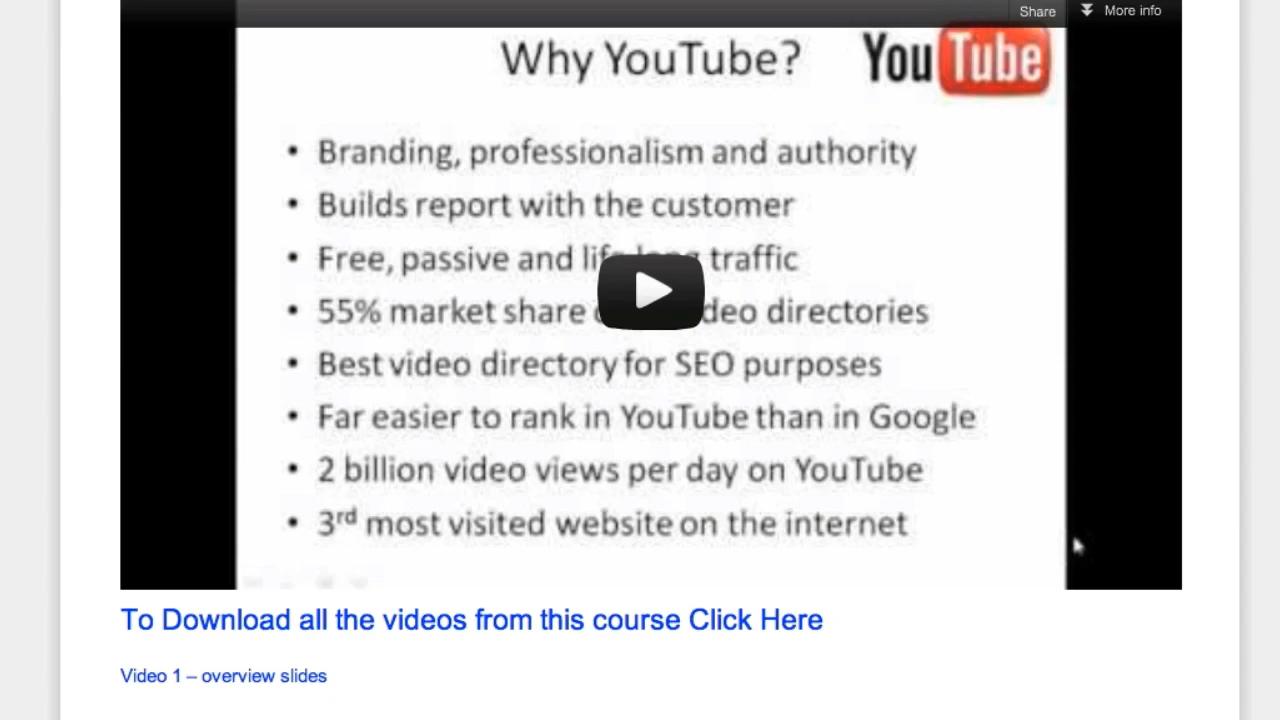 Share More info
Why YouTube? YouTube
• Branding, professionalism and authority
• Builds report with the customer
• Free, passive and life long traffic
• 55% market share deo directories
• Best video directory for SEO purposes
• Far easier to rank in YouTube than in Google
• 2 billion video views per day on YouTube
• 3rd most visited website on the internet
To Download all the videos from this course Click Here
Video 1 – overview slides